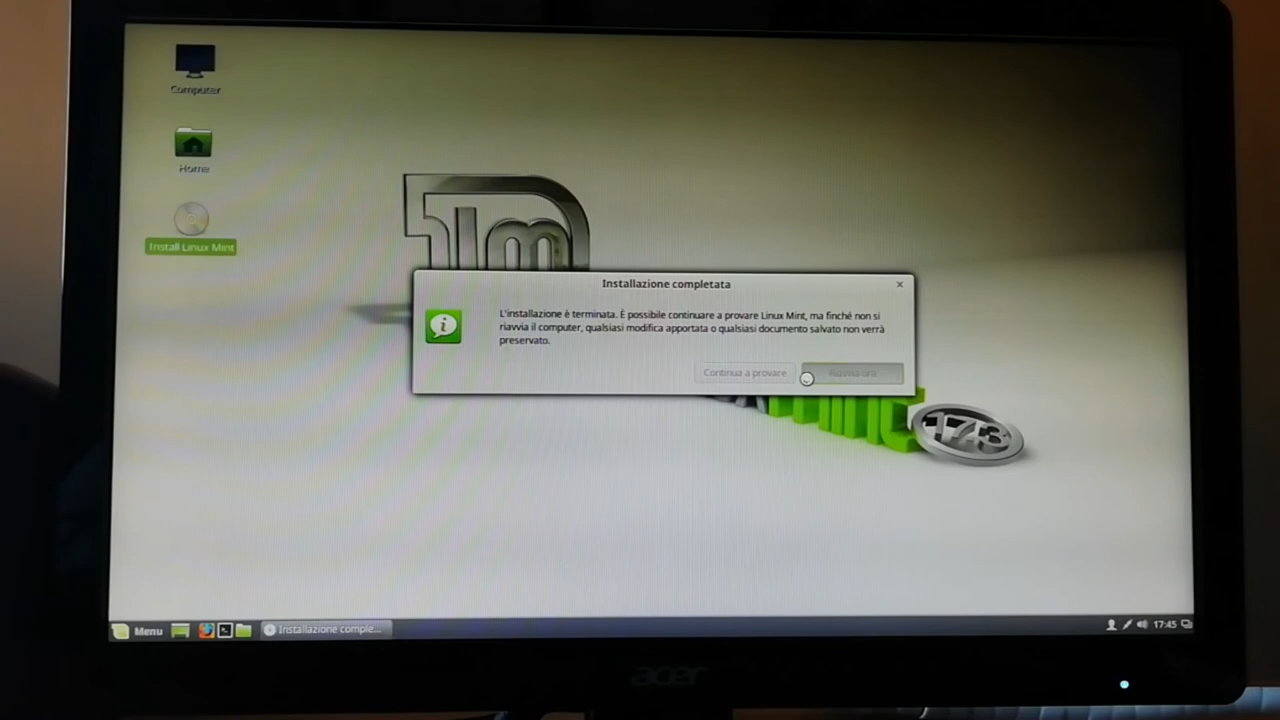 Computer
Home
Install Linux Mint
Installazione completata
L'installazione è terminata. È possibile continuare a provare Linux Mint, ma finché non si
riavvia il computer, qualsiasi modifica apportata o qualsiasi documento salvato non verrà
preservato.
Continua a provare
Riavvia ora
17.3
Menu
Installazione comple...
17:45
acer